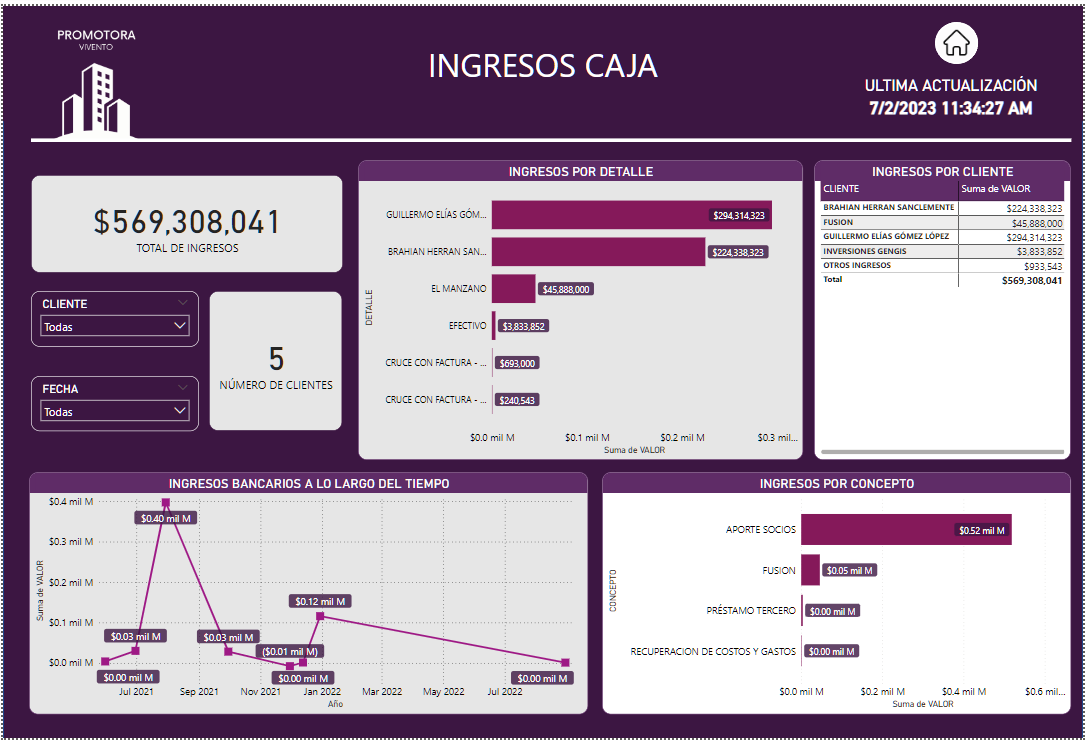 PROMOTORA
VIVENTO
INGRESOS CAJA
ULTIMA ACTUALIZACIÓN
7/2/2023 11:34:27 AM
$569,308,041
TOTAL DE INGRESOS
CLIENTE
Todas
FECHA
Todas
5
NÚMERO DE CLIENTES
INGRESOS POR DETALLE
DETALLE
GUILLERMO ELÍAS GÓM... $294,314,323
BRAHIAN HERRAN SAN... $224,338,323
EL MANZANO $45,888,000
EFECTIVO $3,833,852
CRUCE CON FACTURA - ... $693,000
CRUCE CON FACTURA - ... $240,543
$0.0 mil M $0.1 mil M $0.2 mil M $0.3 mil...
Suma de VALOR
INGRESOS POR CLIENTE
CLIENTE Suma de VALOR
BRAHIAN HERRAN SANCLEMENTE $224,338,323
FUSION $45,888,000
GUILLERMO ELÍAS GÓMEZ LÓPEZ $294,314,323
INVERSIONES GENGIS $3,833,852
OTROS INGRESOS $933,543
Total $569,308,041
INGRESOS BANCARIOS A LO LARGO DEL TIEMPO
Suma de VALOR
$0.4 mil M
$0.3 mil M
$0.2 mil M
$0.1 mil M
$0.0 mil M
$0.00 mil M
$0.03 mil M
$0.40 mil M
$0.03 mil M
($0.01 mil M)
$0.00 mil M
$0.12 mil M
$0.00 mil M
Jul 2021 Sep 2021 Nov 2021 Jan 2022 Mar 2022 May 2022 Jul 2022
Año
INGRESOS POR CONCEPTO
CONCEPTO
APORTE SOCIOS $0.52 mil M
FUSION $0.05 mil M
PRÉSTAMO TERCERO $0.00 mil M
RECUPERACION DE COSTOS Y GASTOS $0.00 mil M
$0.0 mil M $0.2 mil M $0.4 mil M $0.6 mil...
Suma de VALOR